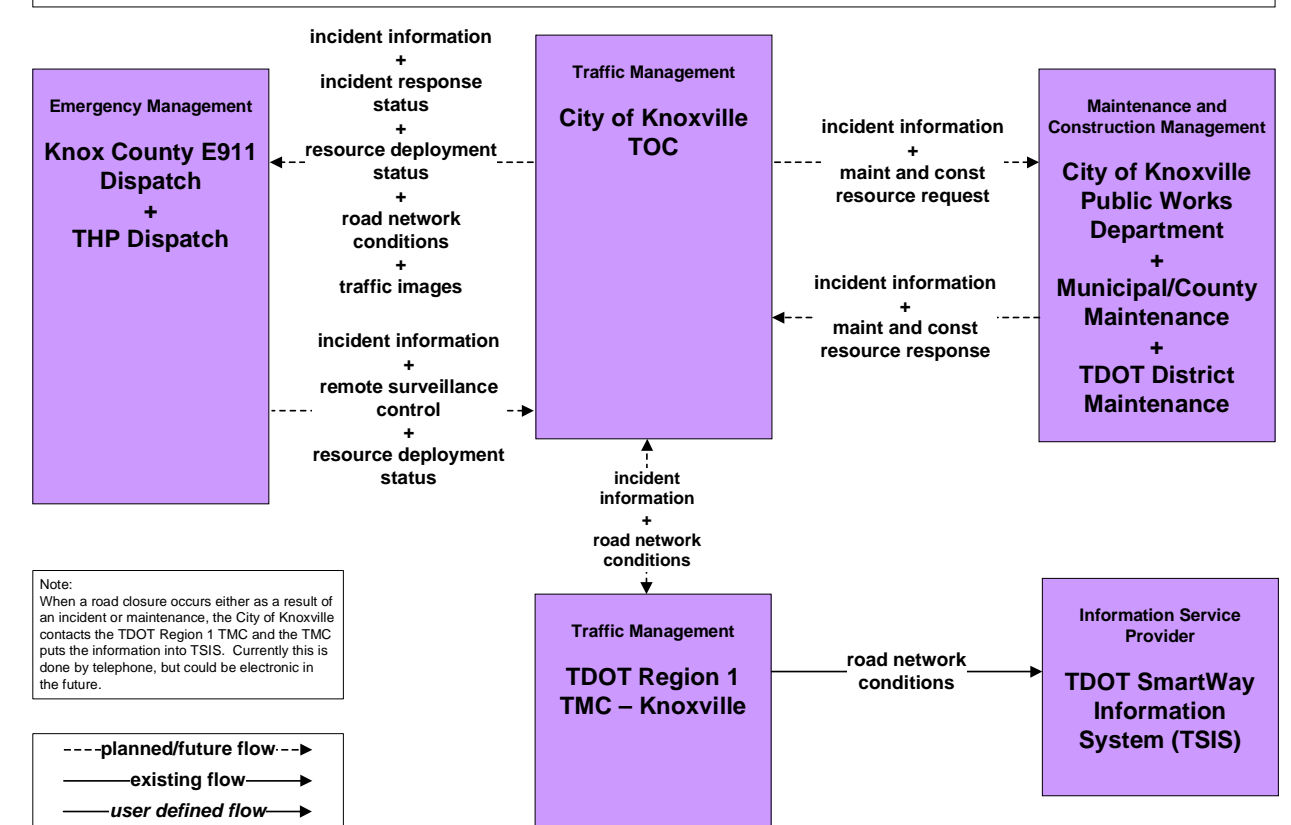 Emergency Management
Knox County E911
Dispatch
+
THP Dispatch
incident information
+
incident response
status
+
resource deployment
status
+
road network
conditions
+
traffic images
incident information
+
remote surveillance
control
+
resource deployment
status
Traffic Management
City of Knoxville
TOC
incident information
+
maint and const
resource request
incident information
+
maint and const
resource response
Maintenance and
Construction Management
City of Knoxville
Public Works
Department
+
Municipal/County
Maintenance
+
TDOT District
Maintenance
incident
information
+
road network
conditions
Note:
When a road closure occurs either as a result of
an incident or maintenance, the City of Knoxville
contacts the TDOT Region 1 TMC and the TMC
puts the information into TSIS.  Currently this is
done by telephone, but could be electronic in
the future.
Traffic Management
TDOT Region 1
TMC – Knoxville
road network
conditions
Information Service
Provider
TDOT SmartWay
Information
System (TSIS)
planned/future flow
existing flow
user defined flow